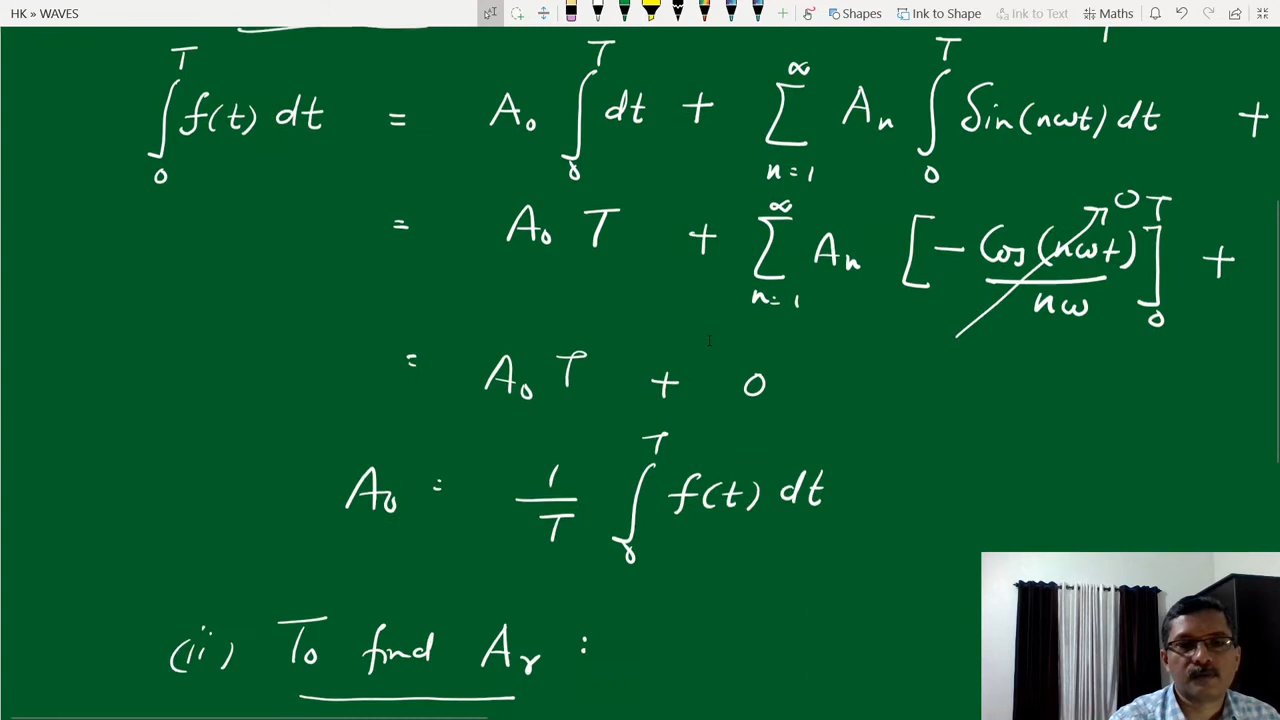 HK » WAVES Shapes Ink to Shape Ink to Text Maths
∫₀ᵀ f(t) dt = A₀ ∫₀ᵀ dt + ∑ₙ₌₁^∞ Aₙ ∫₀ᵀ Sin(nωt) dt +
= A₀ T + ∑ₙ₌₁^∞ Aₙ [ - Cos(nωt) / nω ]₀ᵀ 0 +
= A₀ T + 0
A₀ = 1/T ∫₀ᵀ f(t) dt
(ii) To find Aᵣ :